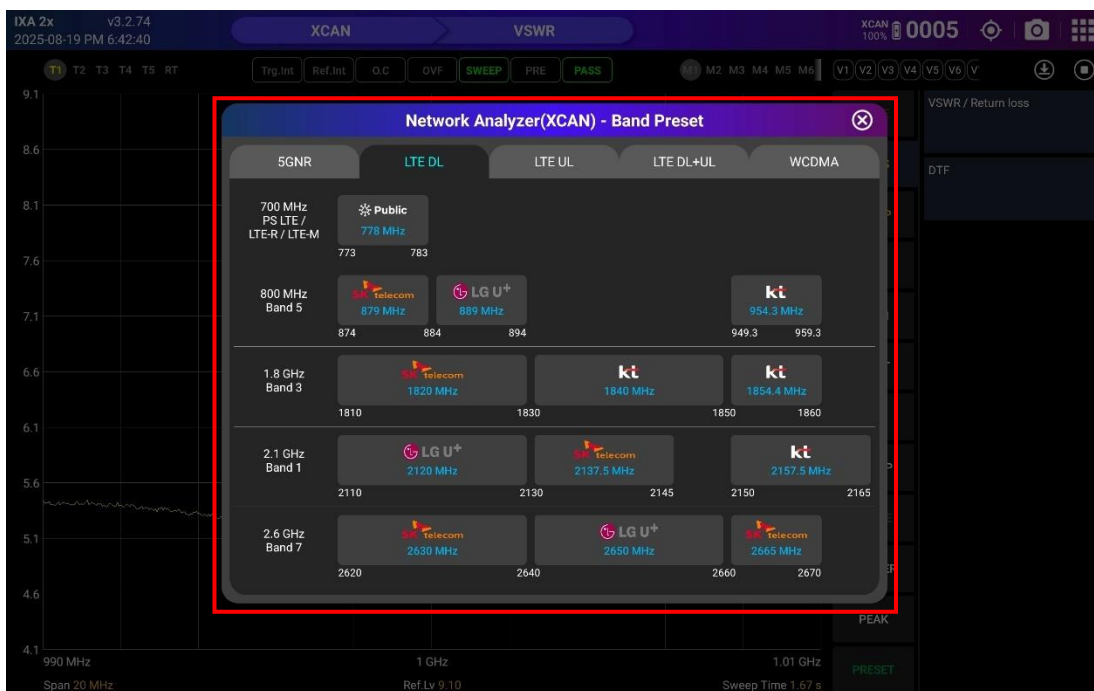 IXA 2x v3.2.74
2025-08-19 PM 6:42:40
XCAN VSWR
XCAN 100% 0005
T1 T2 T3 T4 T5 RT
Trg.Int Ref.Int O.C OVF SWEEP PRE PASS
M1 M2 M3 M4 M5 M6
V1 V2 V3 V4 V5 V6 V
Network Analyzer(XCAN) - Band Preset
5GNR LTE DL LTE UL LTE DL+UL WCDMA
700 MHz
PS LTE /
LTE-R / LTE-M
Public
778 MHz
773 783
800 MHz
Band 5
SK telecom LG U+ kt
879 MHz 889 MHz 954.3 MHz
874 884 894 949.3 959.3
1.8 GHz
Band 3
SK telecom kt kt
1820 MHz 1840 MHz 1854.4 MHz
1810 1830 1850 1860
2.1 GHz
Band 1
LG U+ SK telecom kt
2120 MHz 2137.5 MHz 2157.5 MHz
2110 2130 2145 2150 2165
2.6 GHz
Band 7
SK telecom LG U+ SK telecom
2630 MHz 2650 MHz 2665 MHz
2620 2640 2660 2670
9.1
8.6
8.1
7.6
7.1
6.6
6.1
5.6
5.1
4.6
4.1
990 MHz 1 GHz 1.01 GHz
Span 20 MHz Ref.Lv 9.10 Sweep Time 1.67 s
PEAK
PRESET
VSWR / Return loss
DTF